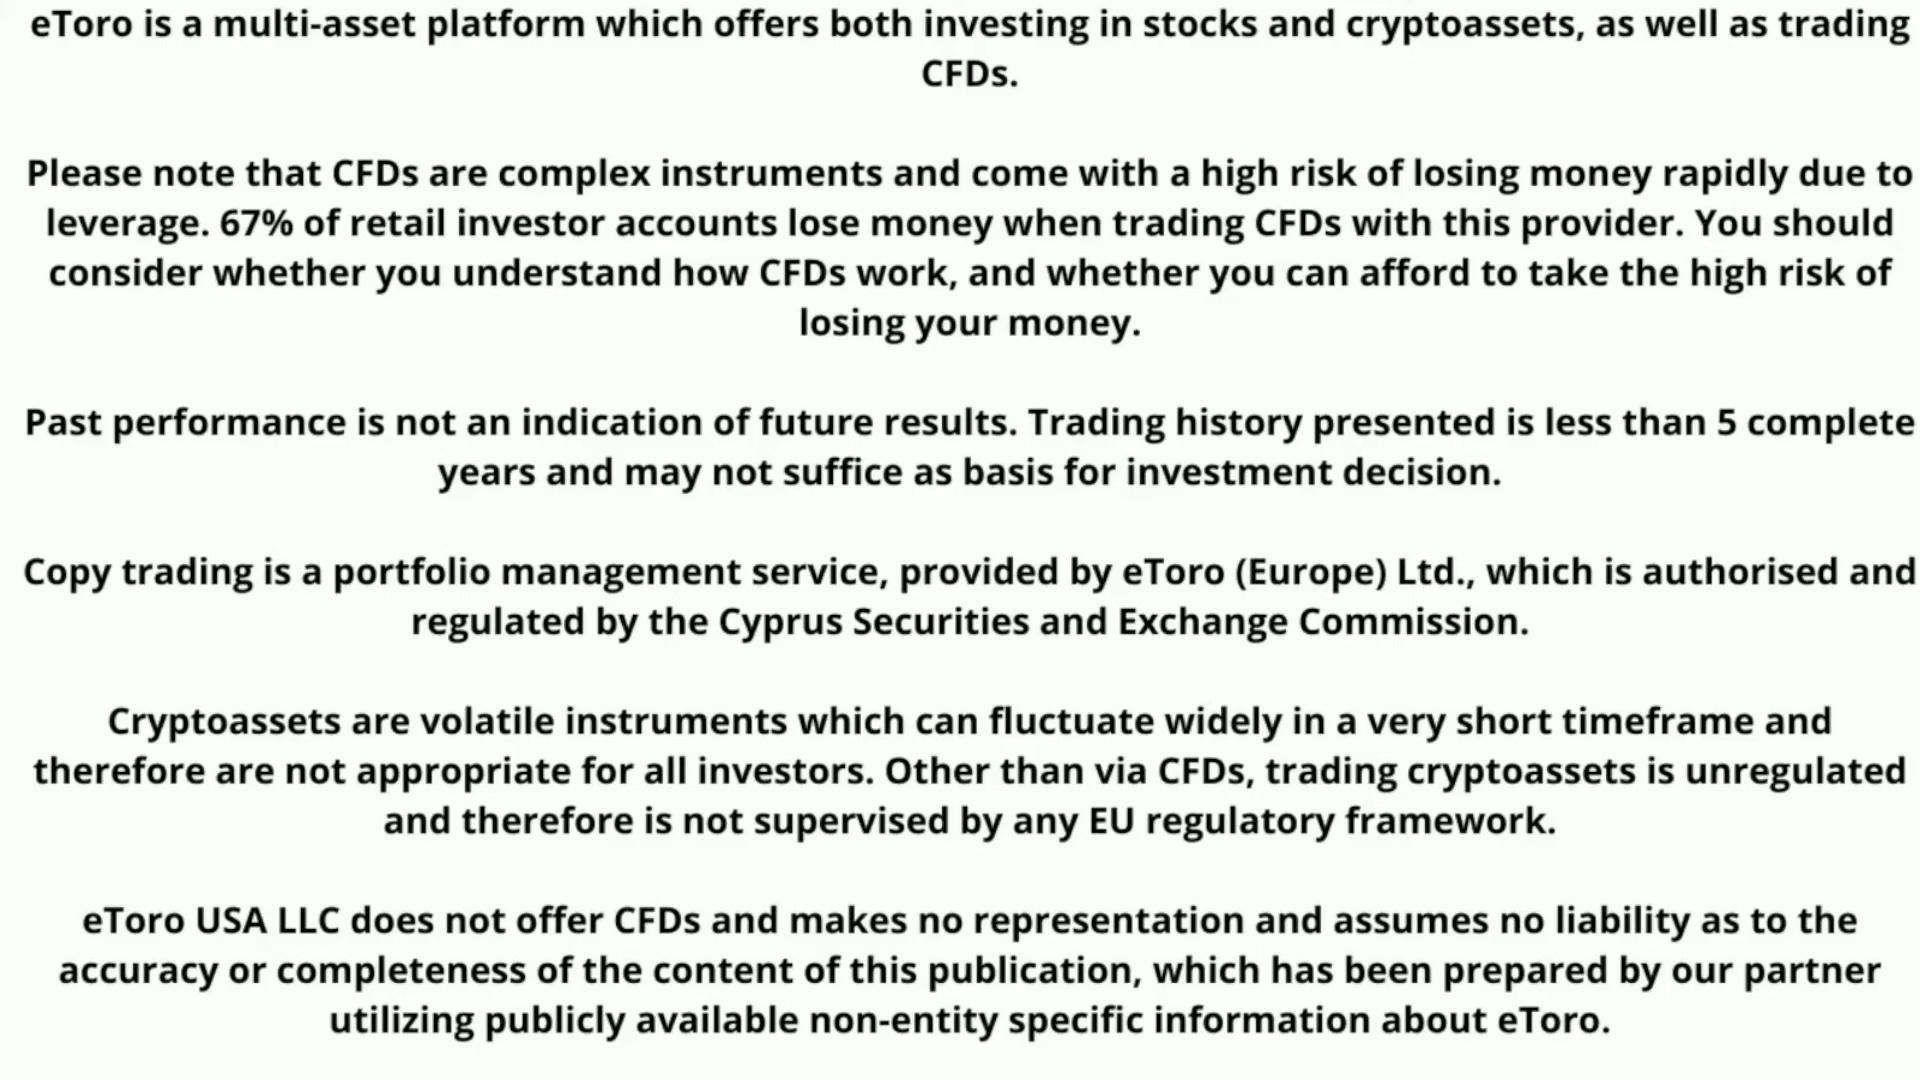 eToro is a multi-asset platform which offers both investing in stocks and cryptoassets, as well as trading
CFDs.
Please note that CFDs are complex instruments and come with a high risk of losing money rapidly due to
leverage. 67% of retail investor accounts lose money when trading CFDs with this provider. You should
consider whether you understand how CFDs work, and whether you can afford to take the high risk of
losing your money.
Past performance is not an indication of future results. Trading history presented is less than 5 complete
years and may not suffice as basis for investment decision.
Copy trading is a portfolio management service, provided by eToro (Europe) Ltd., which is authorised and
regulated by the Cyprus Securities and Exchange Commission.
Cryptoassets are volatile instruments which can fluctuate widely in a very short timeframe and
therefore are not appropriate for all investors. Other than via CFDs, trading cryptoassets is unregulated
and therefore is not supervised by any EU regulatory framework.
eToro USA LLC does not offer CFDs and makes no representation and assumes no liability as to the
accuracy or completeness of the content of this publication, which has been prepared by our partner
utilizing publicly available non-entity specific information about eToro.